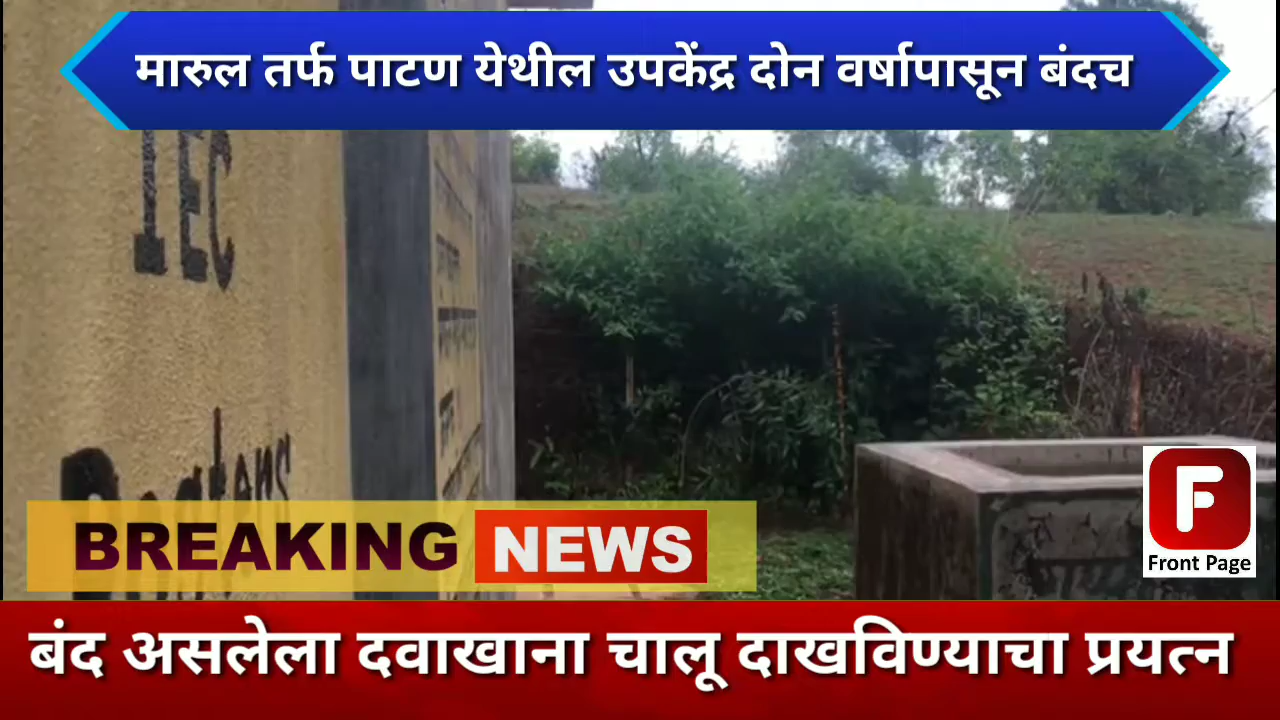 मारुल तर्फ पाटण येथील उपकेंद्र दोन वर्षापासून बंदच
IEC
BREAKING NEWS
F
Front Page
बंद असलेला दवाखाना चालू दाखविण्याचा प्रयत्न